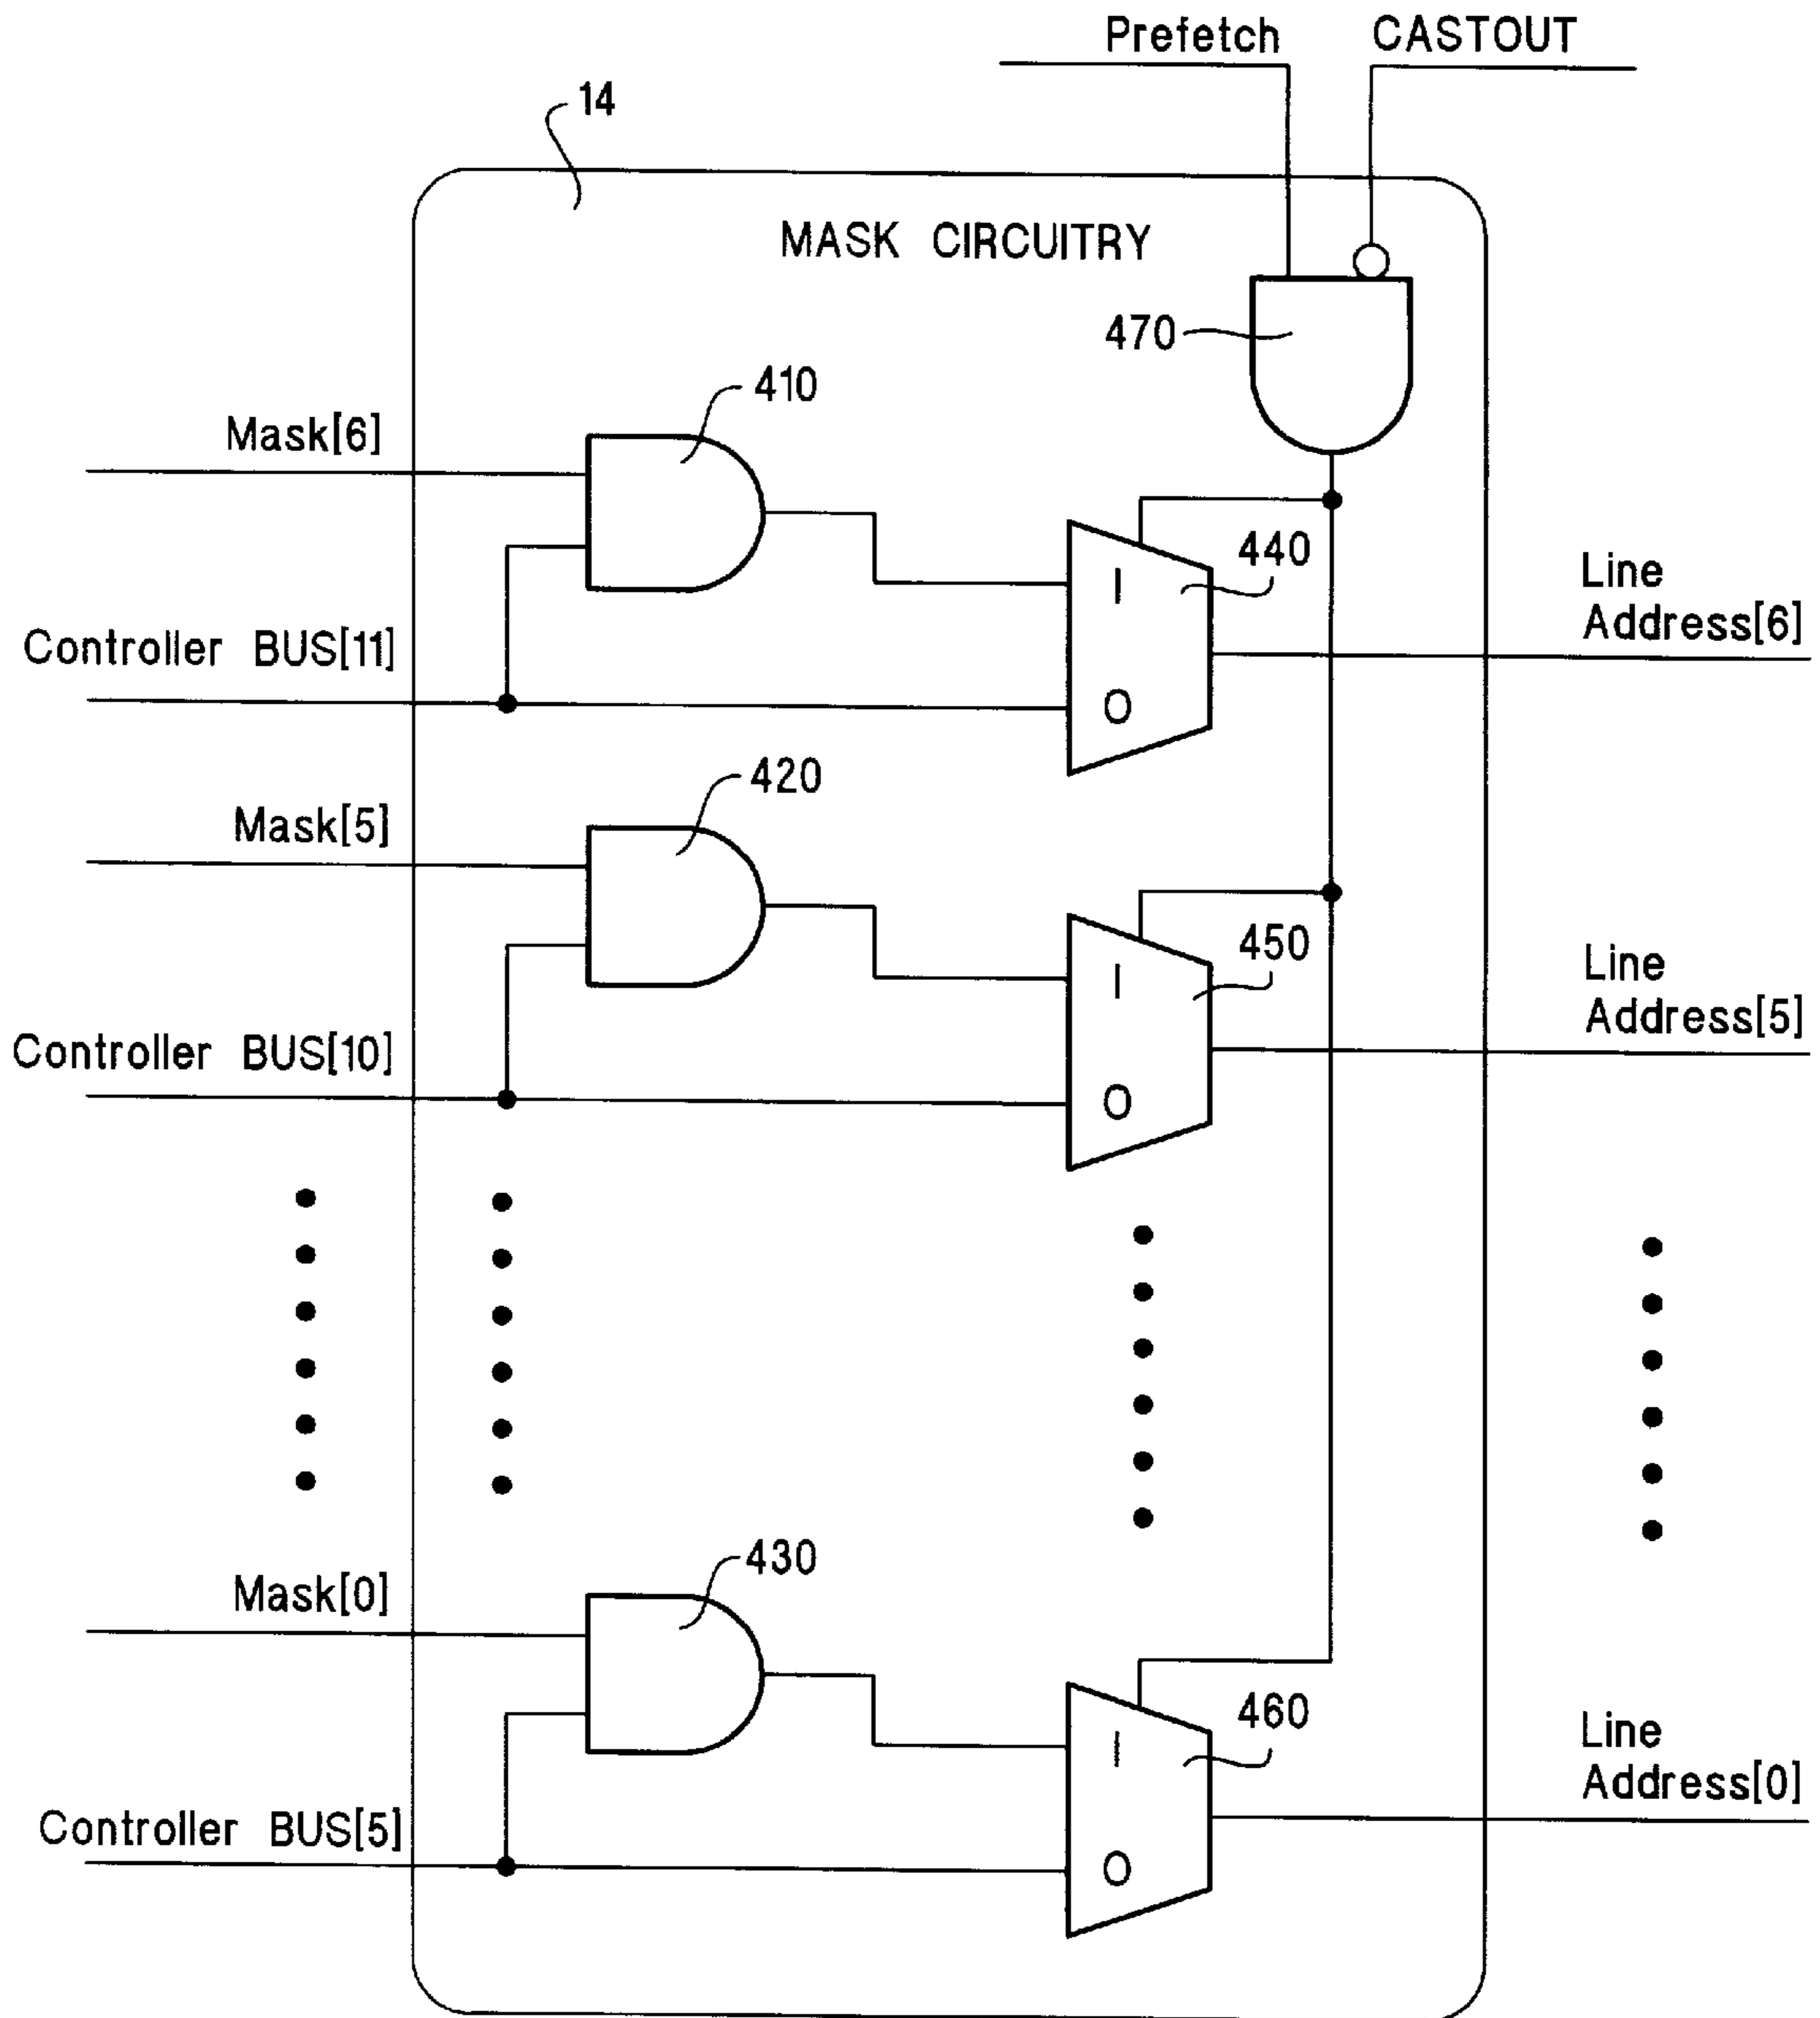 Prefetch CASTOUT
14
MASK CIRCUITRY
470
410
Mask[6]
440
I
Line
Address[6]
Controller BUS[11]
O
420
Mask[5]
450
I
Line
Address[5]
Controller BUS[10]
O
430
Mask[0]
460
I
Line
Address[0]
Controller BUS[5]
O